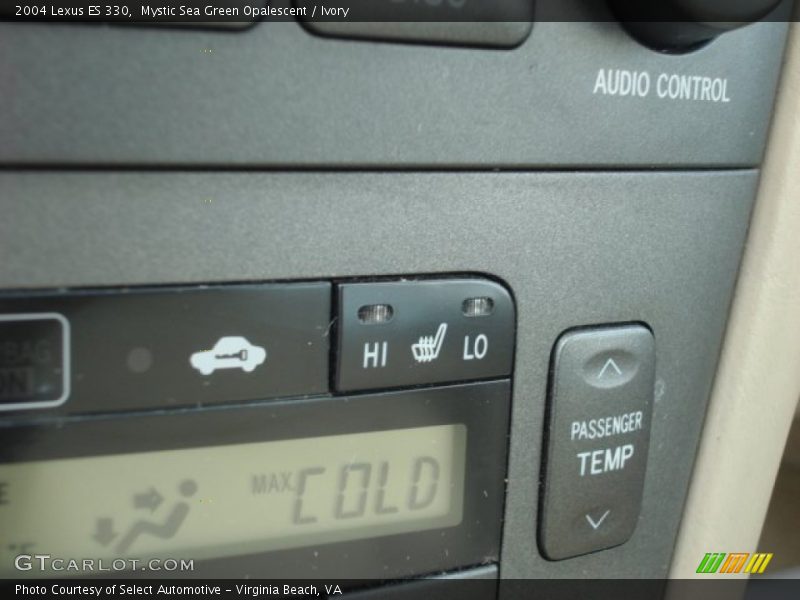 2004 Lexus ES 330,  Mystic Sea Green Opalescent / Ivory
AUDIO CONTROL
HI LO
PASSENGER
TEMP
MAX. COLD
GTCARLOT.COM
Photo Courtesy of Select Automotive – Virginia Beach, VA